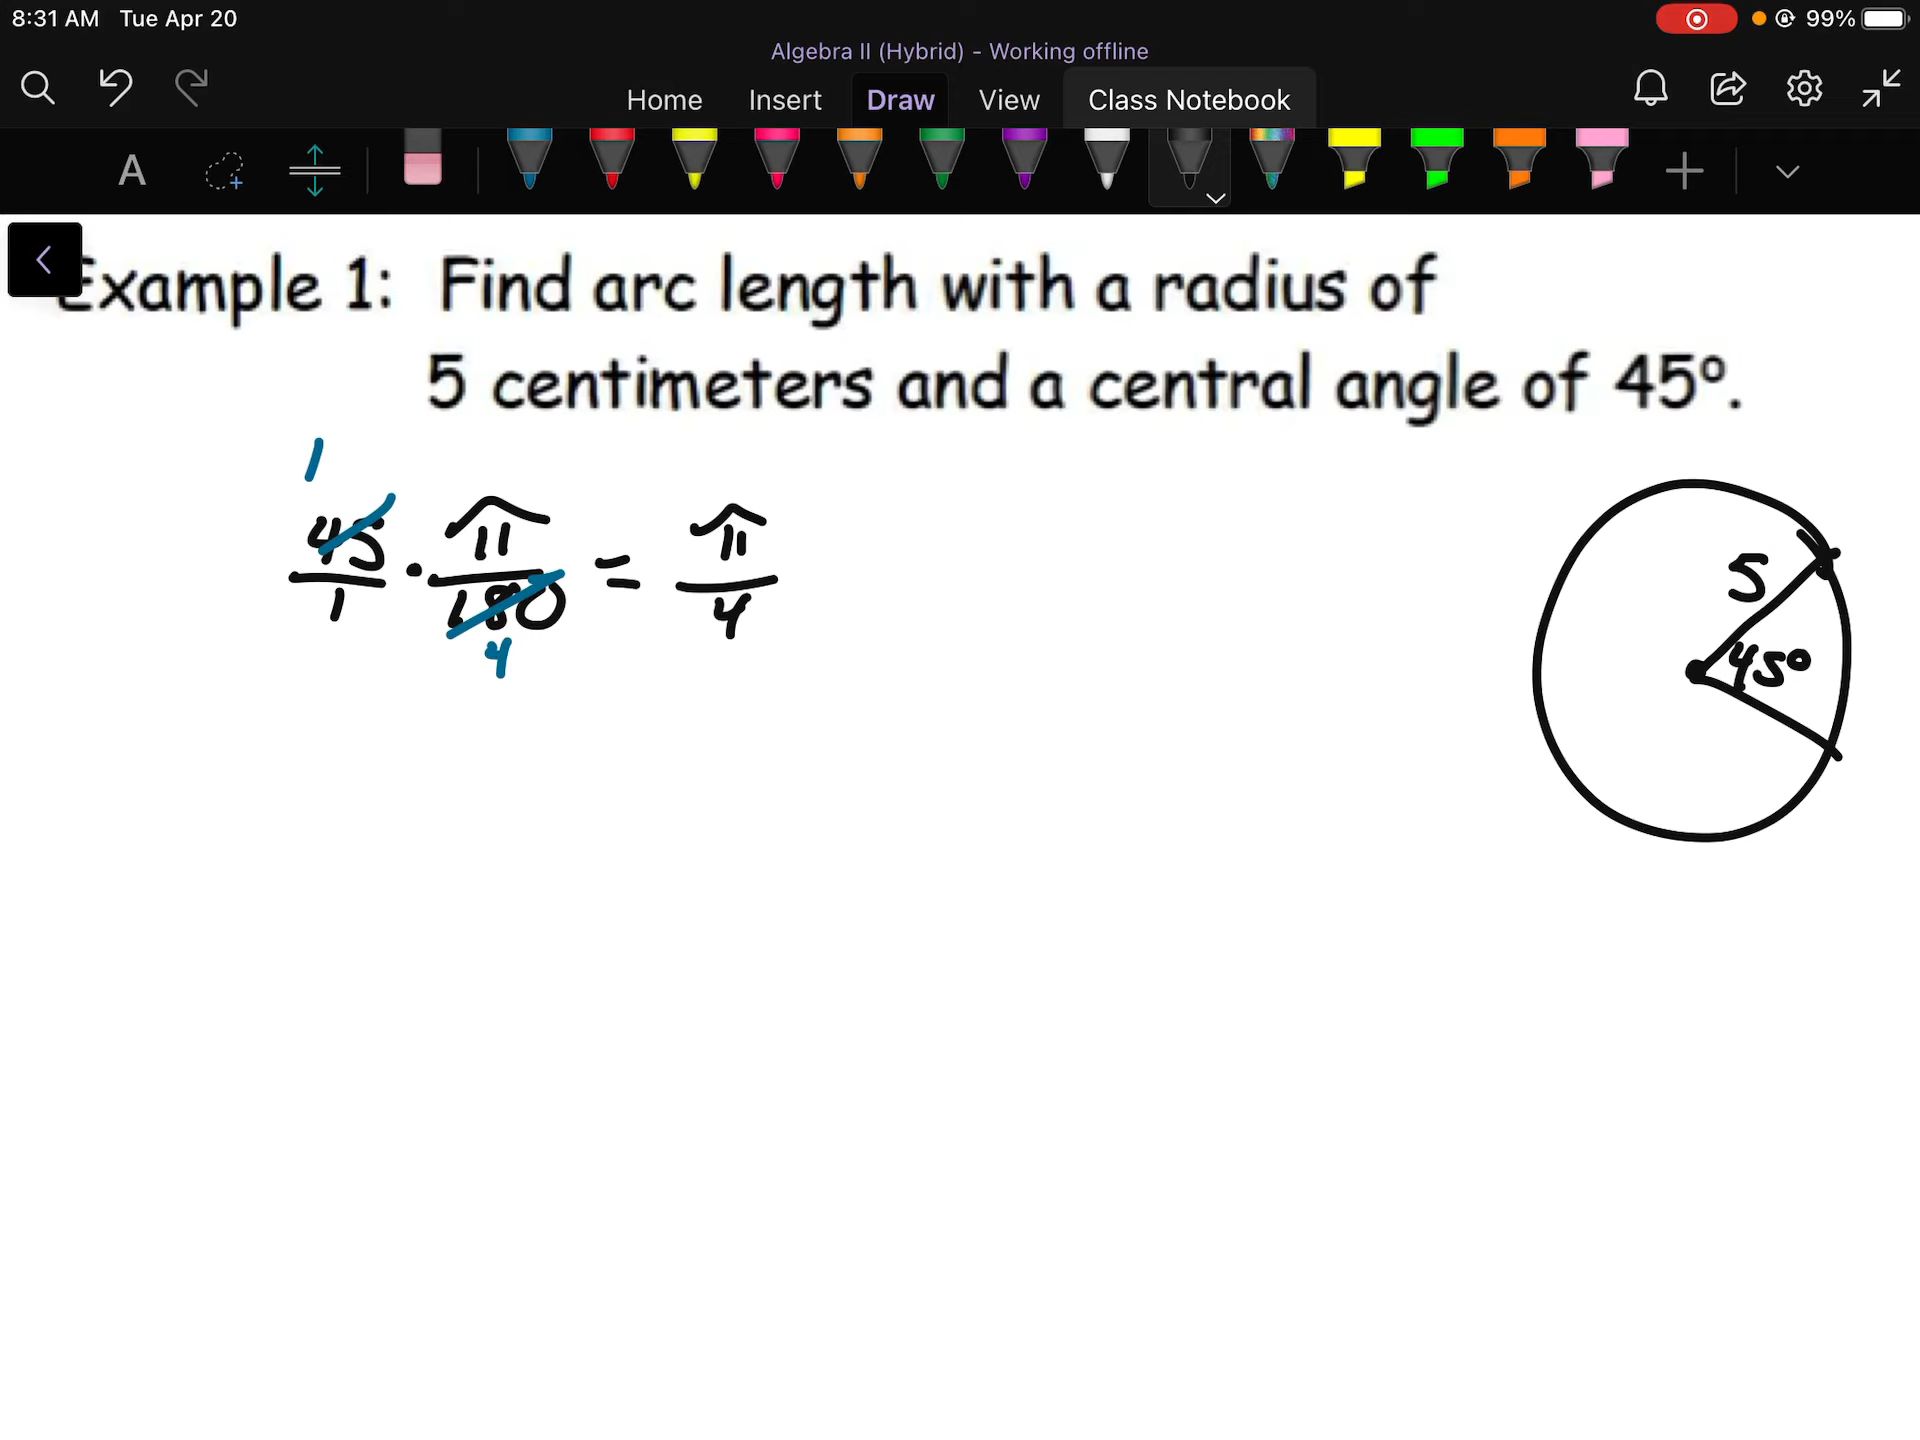 8:31 AM Tue Apr 20 99%
Algebra II (Hybrid) - Working offline
Home Insert Draw View Class Notebook
A
Example 1: Find arc length with a radius of
5 centimeters and a central angle of 45°.
1
45/1 · π/180 = π/4
4
5
45°